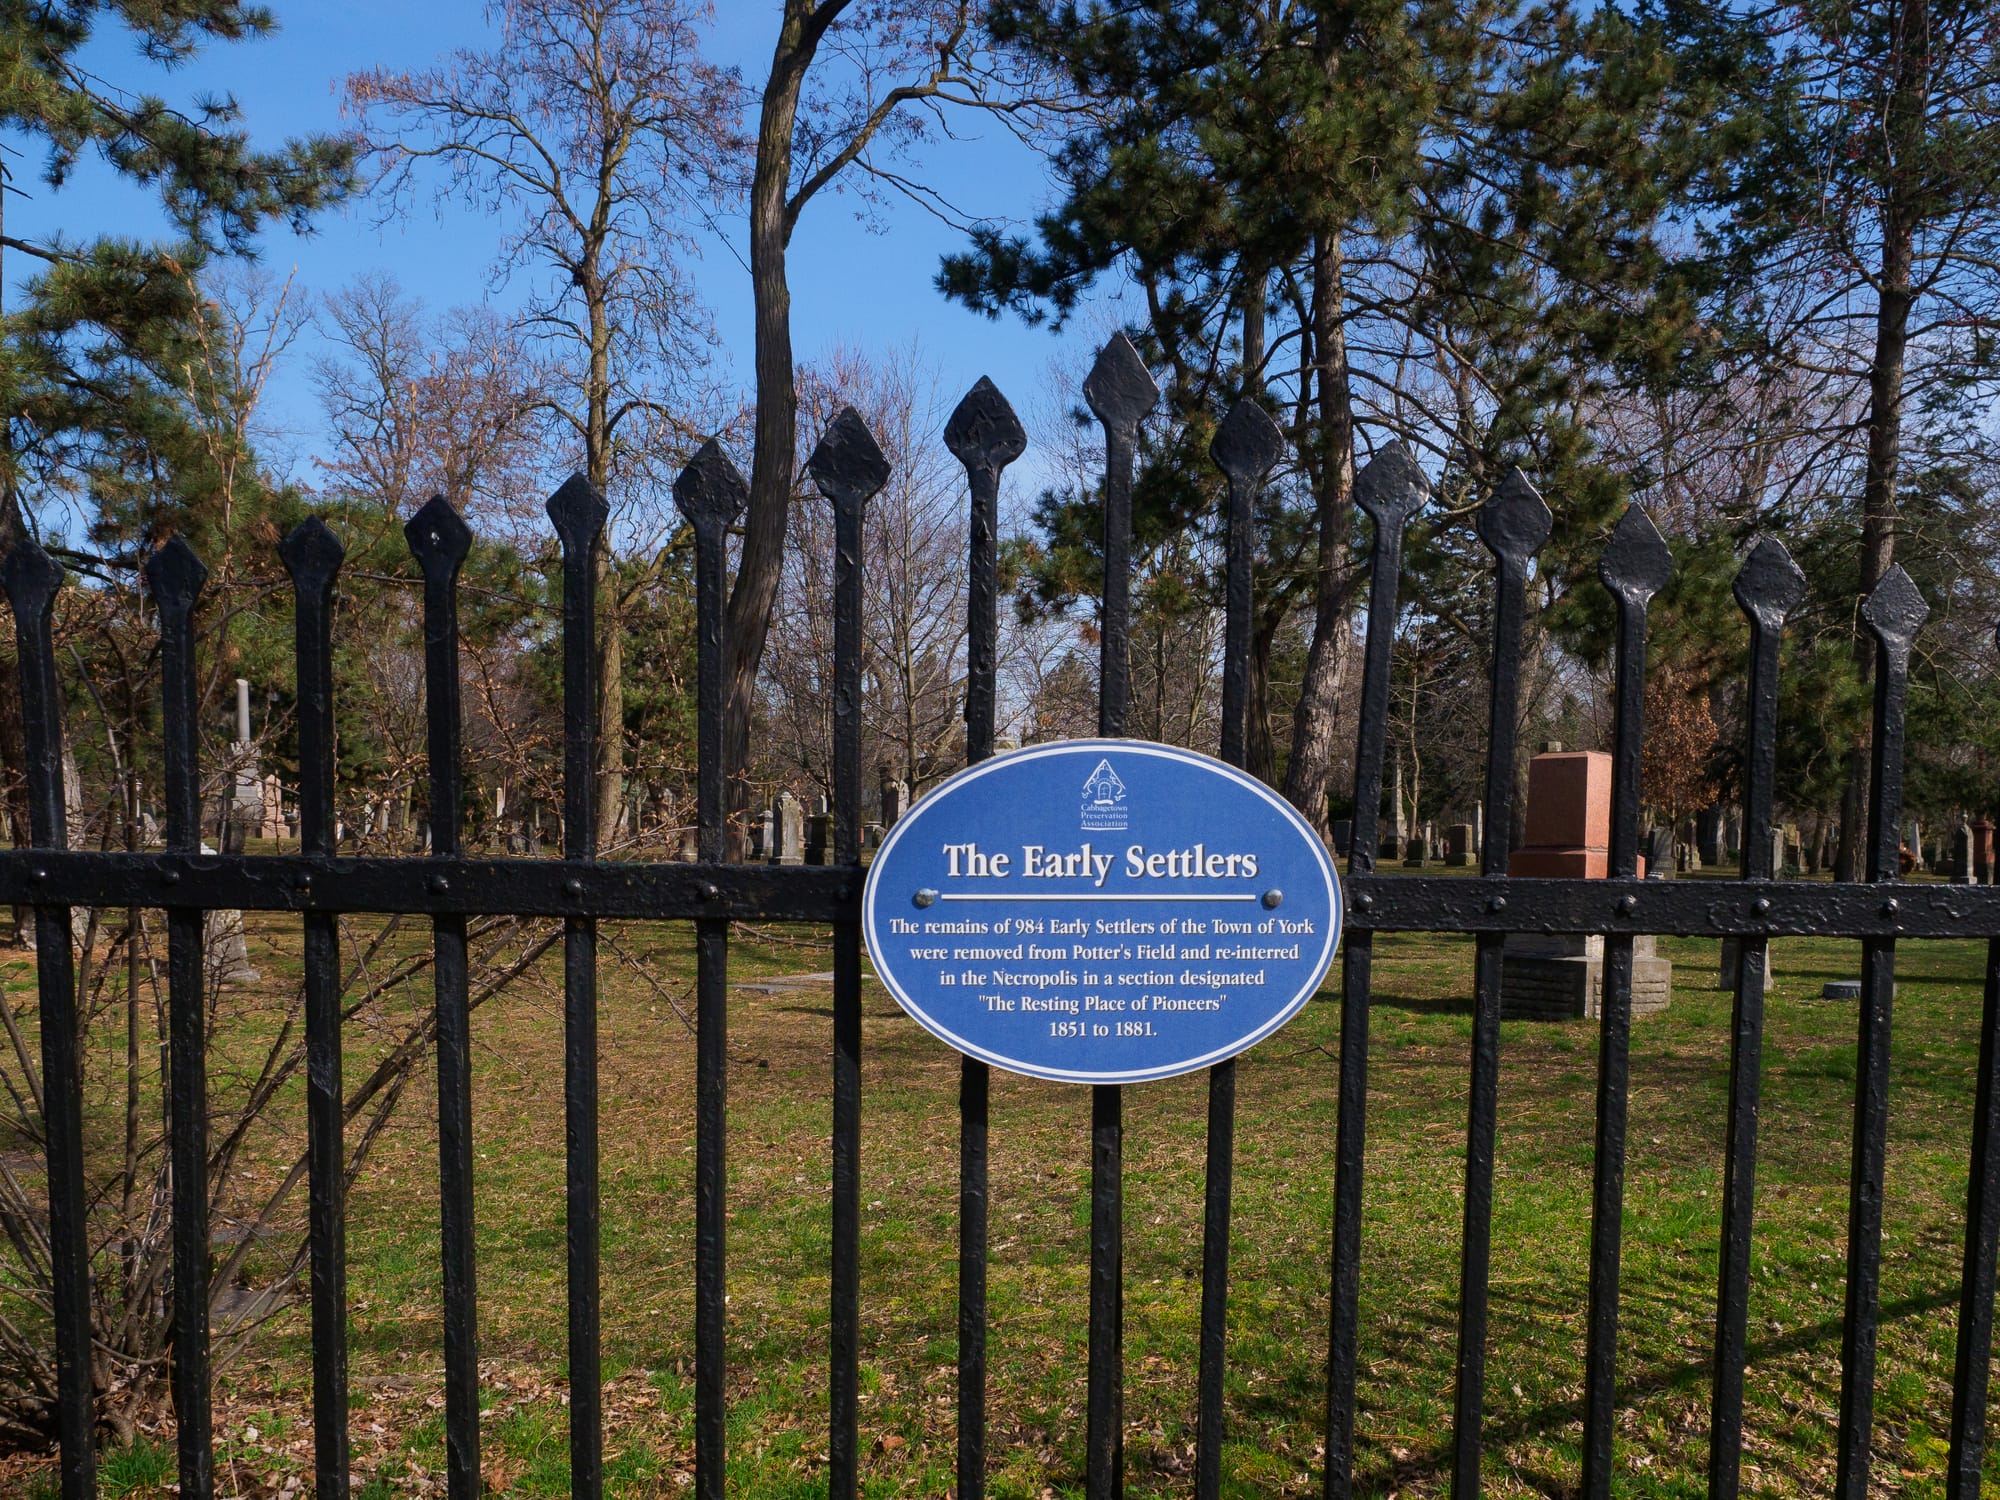 Cabbagetown
Preservation
Association
The Early Settlers
The remains of 984 Early Settlers of the Town of York
were removed from Potter's Field and re-interred
in the Necropolis in a section designated
"The Resting Place of Pioneers"
1851 to 1881.